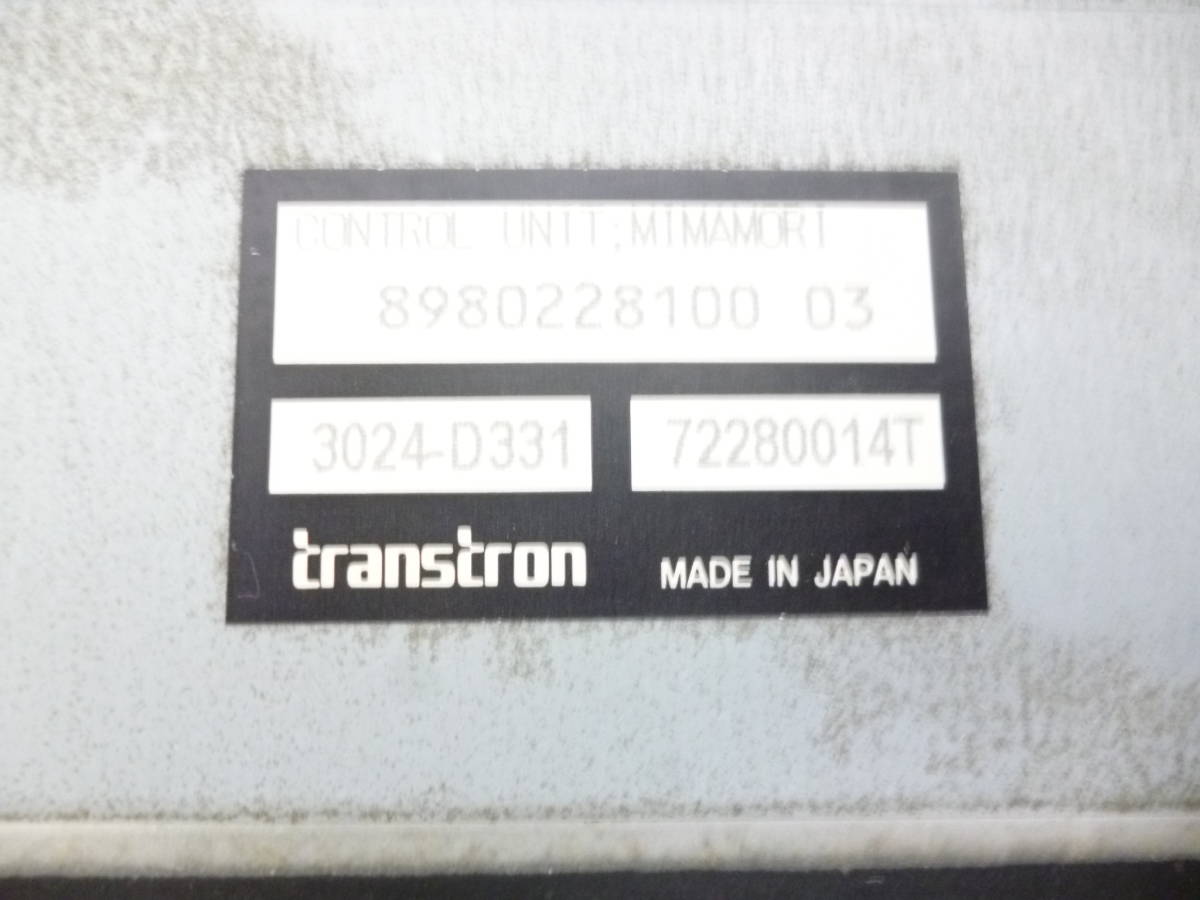 CONTROL UNIT;MIMAMORI
8980228100 03
3024-D331 72280014T
transtron MADE IN JAPAN